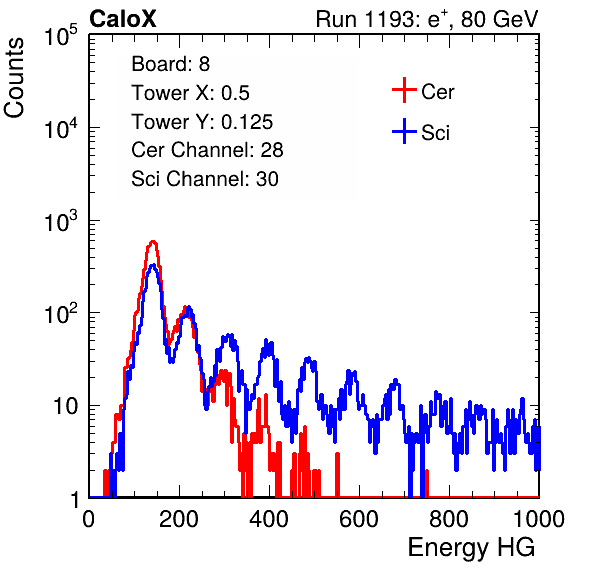 CaloX Run 1193: e⁺, 80 GeV
Counts
Board: 8
Tower X: 0.5
Tower Y: 0.125
Cer Channel: 28
Sci Channel: 30
Cer
Sci
10⁵
10⁴
10³
10²
10
1
0 200 400 600 800 1000
Energy HG